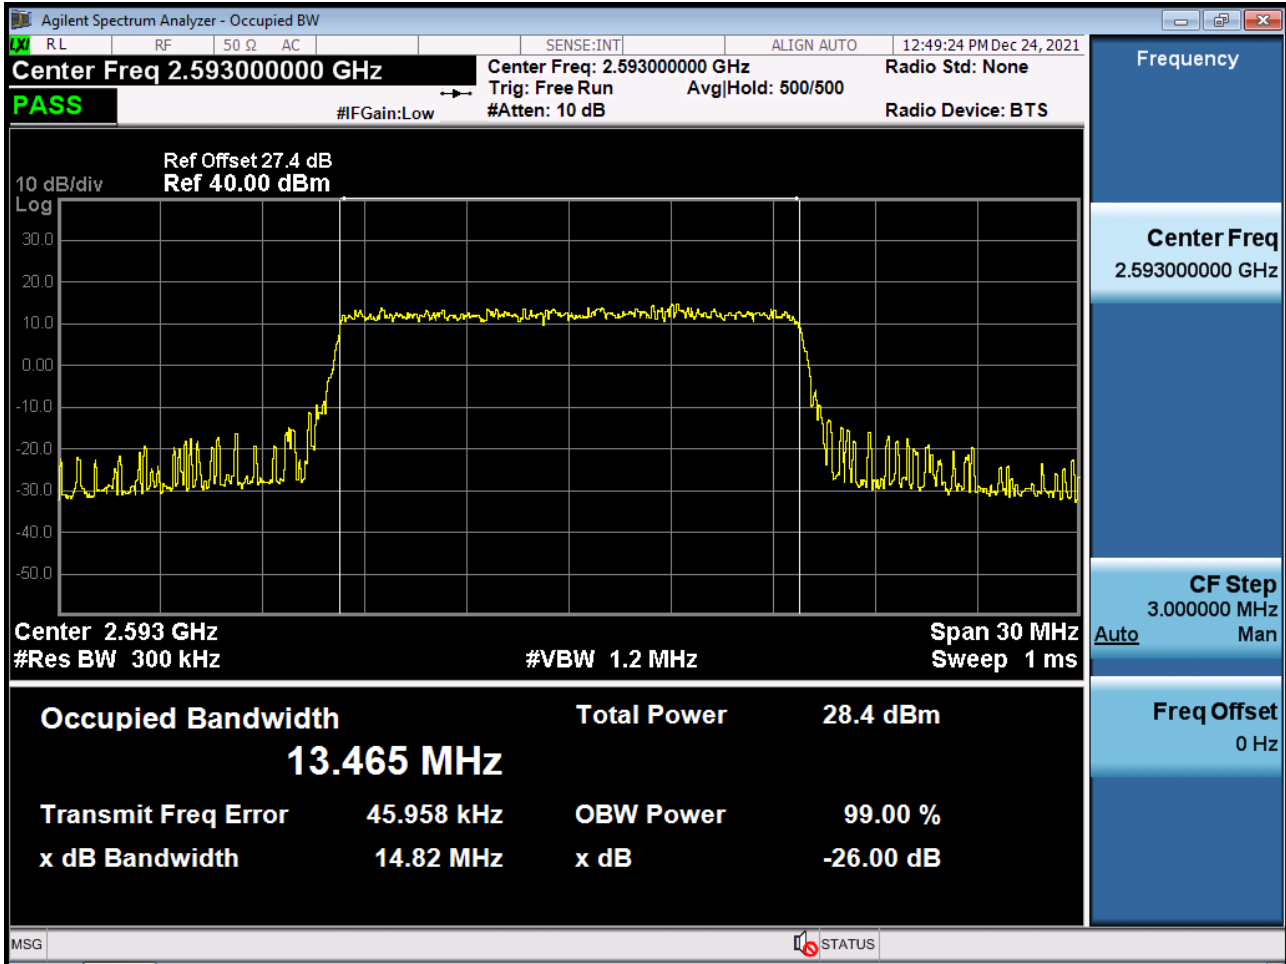 Agilent Spectrum Analyzer - Occupied BW
LXI RL RF 50 Ω AC SENSE:INT ALIGN AUTO 12:49:24 PM Dec 24, 2021
Center Freq 2.593000000 GHz
Center Freq: 2.593000000 GHz
Radio Std: None
Trig: Free Run Avg|Hold: 500/500
PASS
#IFGain:Low
#Atten: 10 dB
Radio Device: BTS
Ref Offset 27.4 dB
10 dB/div Ref 40.00 dBm
Log
30.0
20.0
10.0
0.00
-10.0
-20.0
-30.0
-40.0
-50.0
Center 2.593 GHz
Span 30 MHz
#Res BW 300 kHz
#VBW 1.2 MHz
Sweep 1 ms
Occupied Bandwidth
13.465 MHz
Total Power 28.4 dBm
Transmit Freq Error 45.958 kHz
OBW Power 99.00 %
x dB Bandwidth 14.82 MHz
x dB -26.00 dB
Frequency
Center Freq
2.593000000 GHz
CF Step
3.000000 MHz
Auto Man
Freq Offset
0 Hz
MSG
STATUS